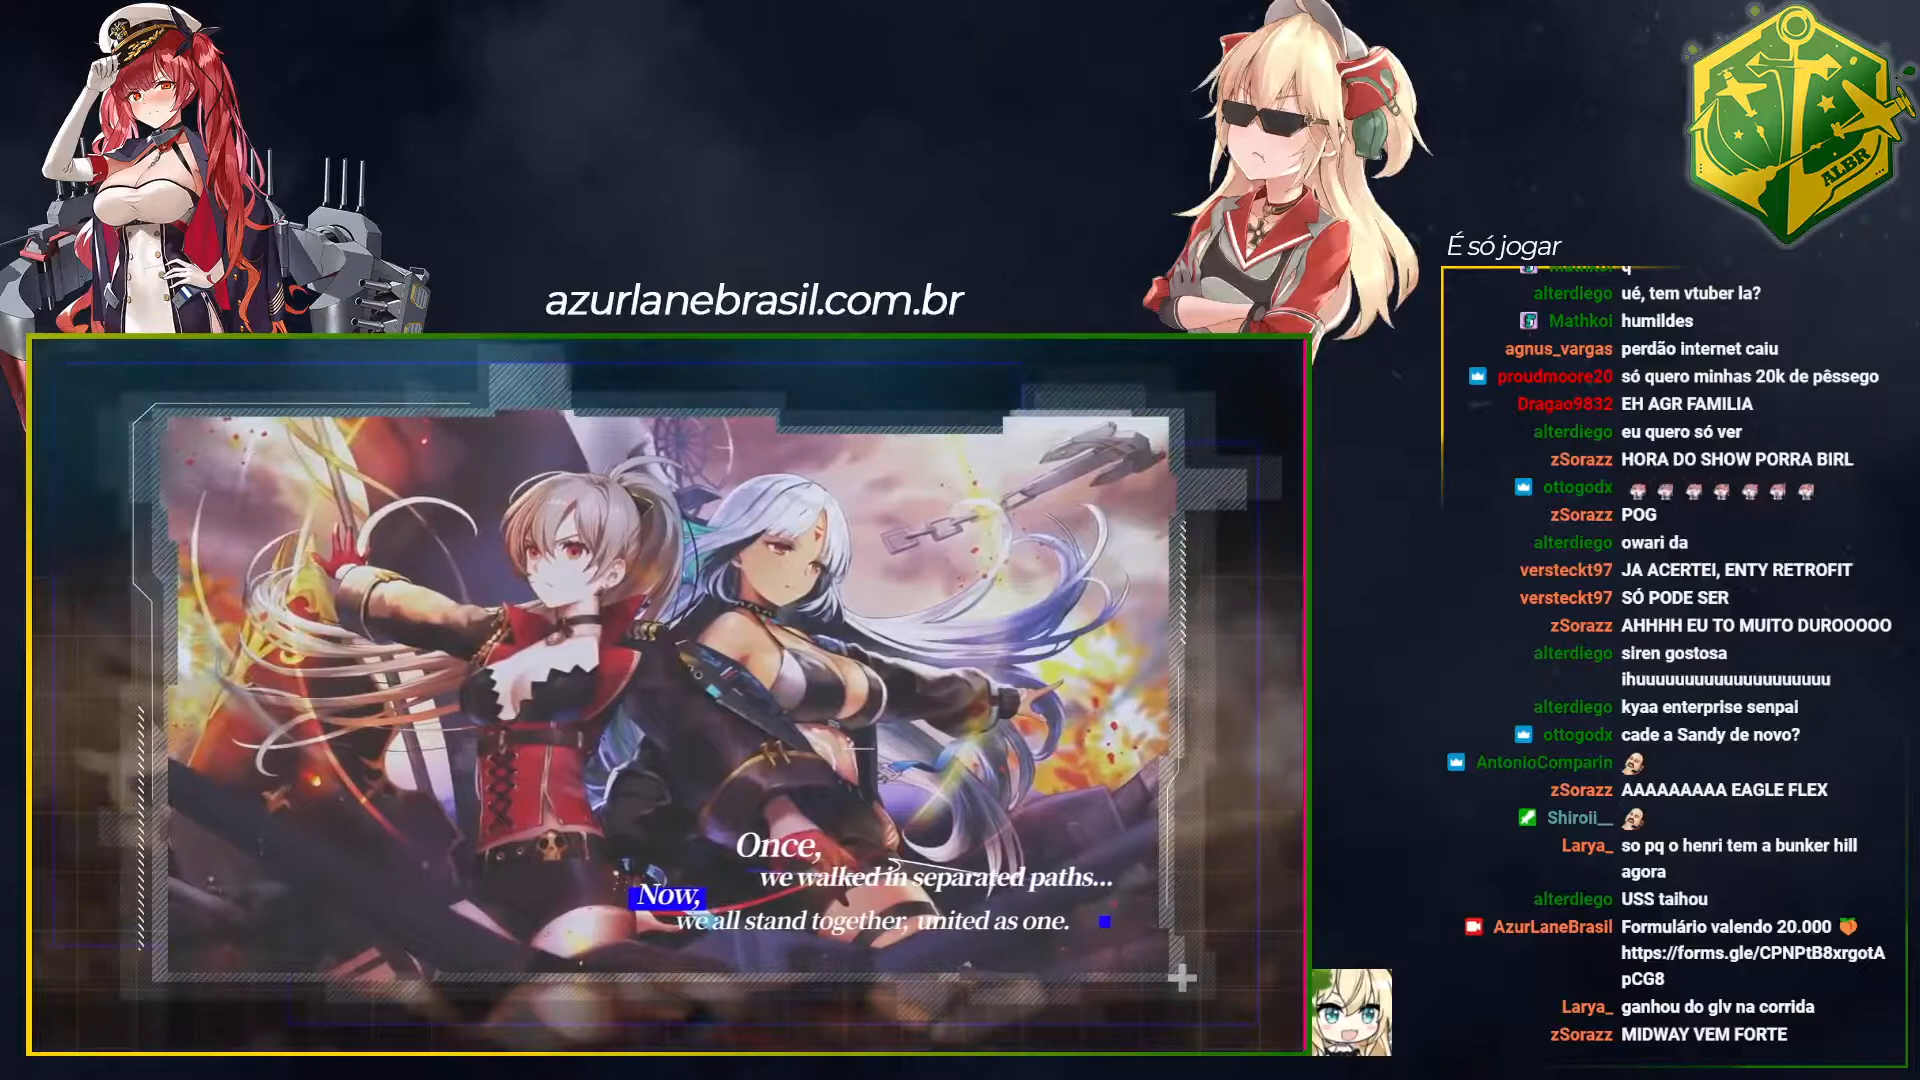 ALBR
É só jogar
azurlanebrasil.com.br
Mathkol q
alterdiego ué, tem vtuber la?
Mathkol humildes
agnus_vargas perdão internet caiu
proudmoore20 só quero minhas 20k de pêssego
Dragao9832 EH AGR FAMILIA
alterdiego eu quero só ver
zSorazz HORA DO SHOW PORRA BIRL
ottogodx
zSorazz POG
alterdiego owari da
versteckt97 JA ACERTEI, ENTY RETROFIT
versteckt97 SÓ PODE SER
zSorazz AHHHH EU TO MUITO DUROOOOO
alterdiego siren gostosa
ihuuuuuuuuuuuuuuuuuuu
alterdiego kyaa enterprise senpai
ottogodx cade a Sandy de novo?
AntonioComparin
zSorazz AAAAAAAAA EAGLE FLEX
Shiroii__
Larya_ so pq o henri tem a bunker hill
agora
alterdiego USS taihou
AzurLaneBrasil Formulário valendo 20.000 🍑
https://forms.gle/CPNPtB8xrgotA
pCG8
Larya_ ganhou do glv na corrida
zSorazz MIDWAY VEM FORTE
Once,
we walked in separated paths...
Now,
we all stand together, united as one.